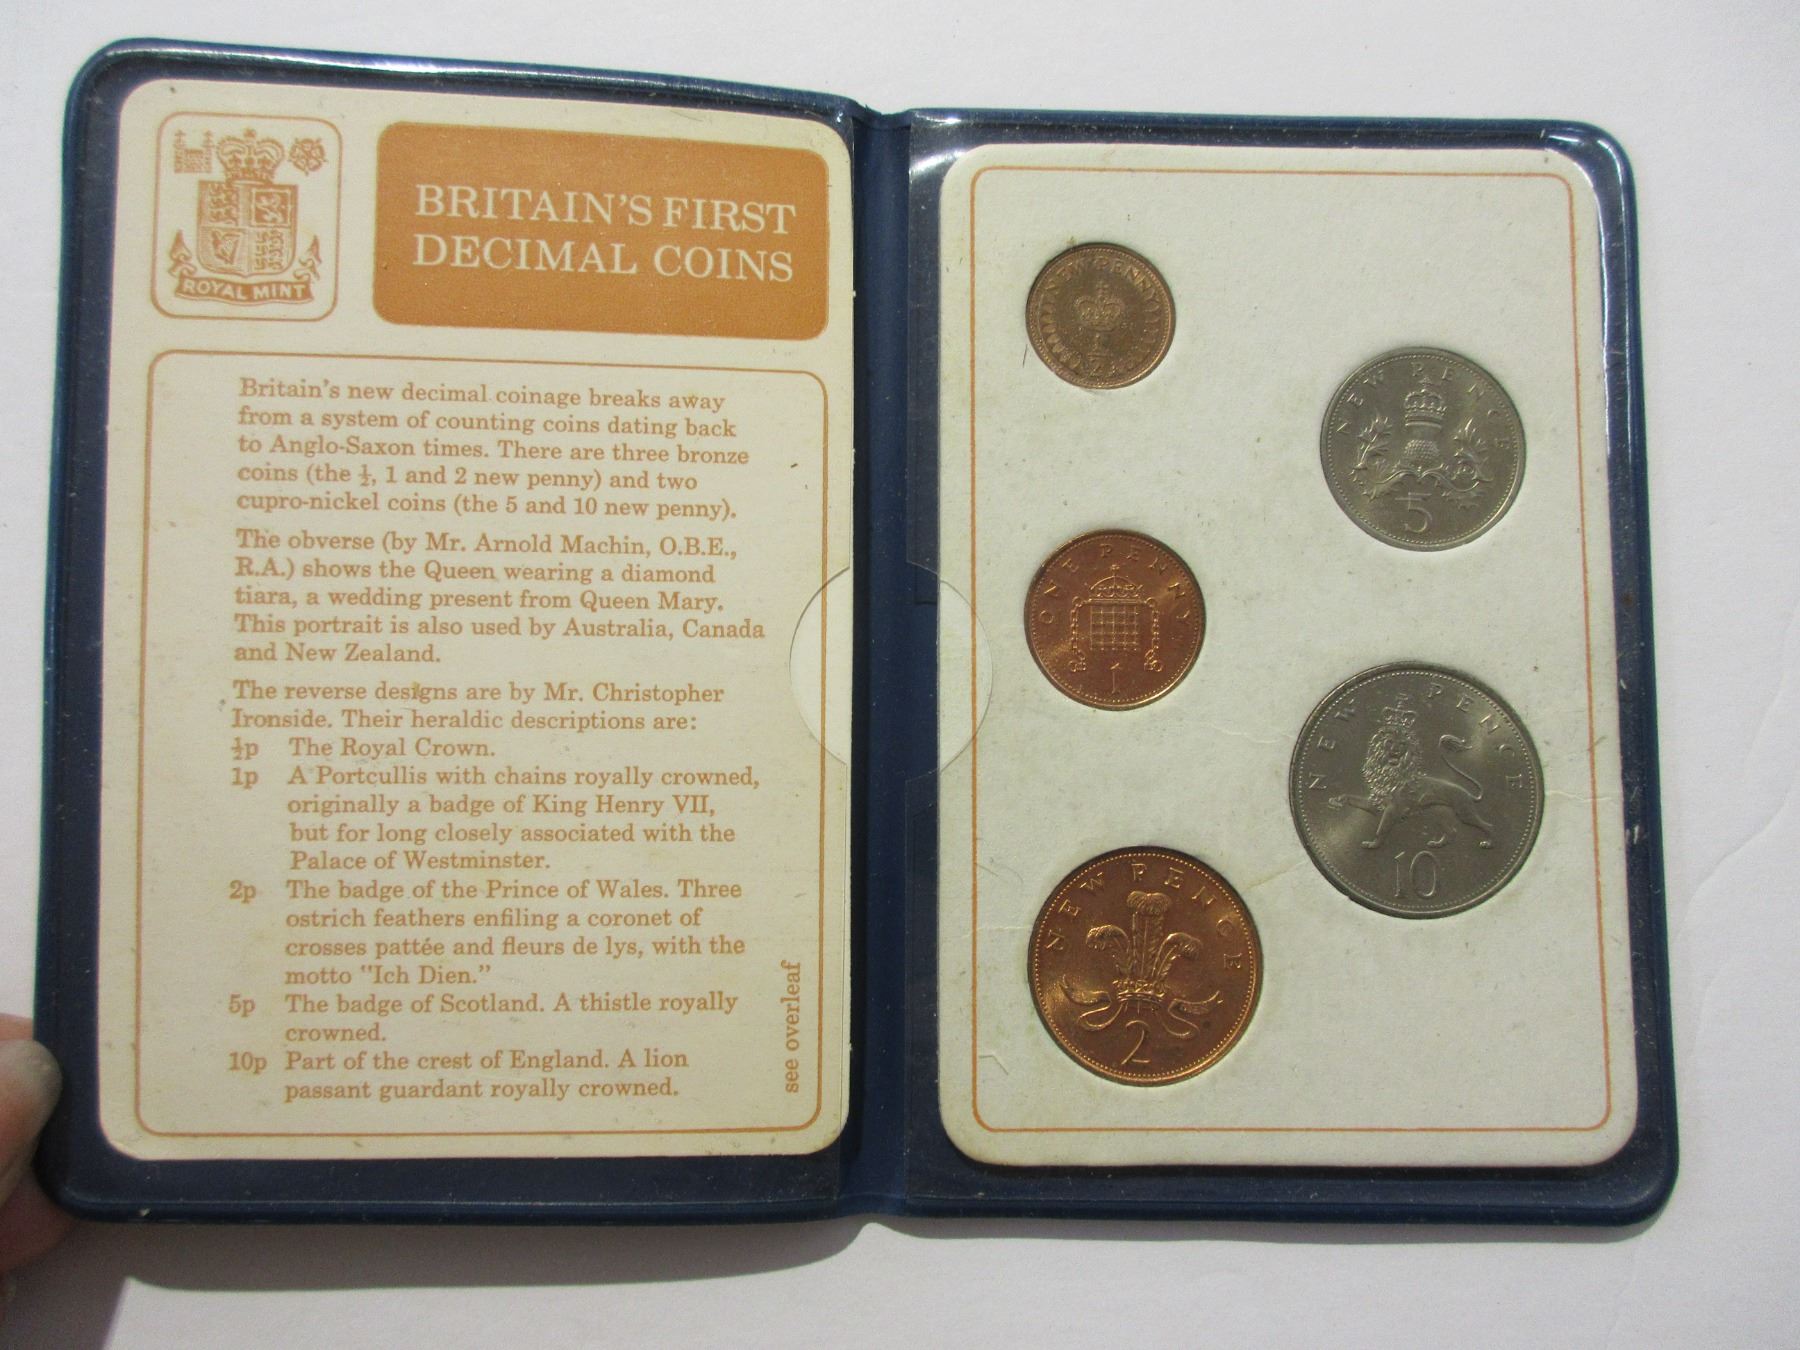 ROYAL MINT
BRITAIN'S FIRST
DECIMAL COINS
Britain's new decimal coinage breaks away
from a system of counting coins dating back
to Anglo-Saxon times. There are three bronze
coins (the ½, 1 and 2 new penny) and two
cupro-nickel coins (the 5 and 10 new penny).
The obverse (by Mr. Arnold Machin, O.B.E.,
R.A.) shows the Queen wearing a diamond
tiara, a wedding present from Queen Mary.
This portrait is also used by Australia, Canada
and New Zealand.
The reverse designs are by Mr. Christopher
Ironside. Their heraldic descriptions are:
½p The Royal Crown.
1p A Portcullis with chains royally crowned,
originally a badge of King Henry VII,
but for long closely associated with the
Palace of Westminster.
2p The badge of the Prince of Wales. Three
ostrich feathers enfiling a coronet of
crosses pattée and fleurs de lys, with the
motto "Ich Dien."
5p The badge of Scotland. A thistle royally
crowned.
10p Part of the crest of England. A lion
passant guardant royally crowned.
see overleaf
NEW PENNY
½
NEW PENCE
5
ONE PENNY
1
NEW PENCE
10
NEW PENCE
2